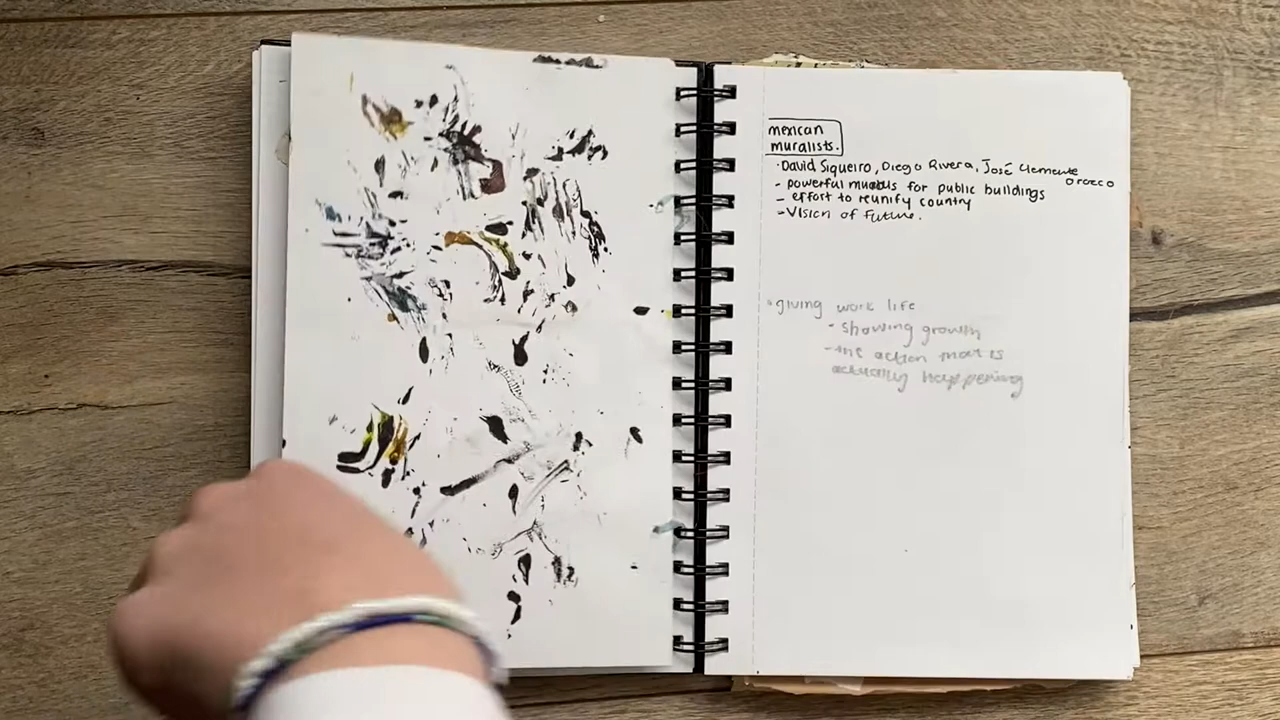 mexican
muralists.
·David Siqueiro, Diego Rivera, José Clemente
Orozco
- powerful murals for public buildings
- effort to reunify country
- Vision of future.
•giving work life
- showing growth
- the action that is
actually happening